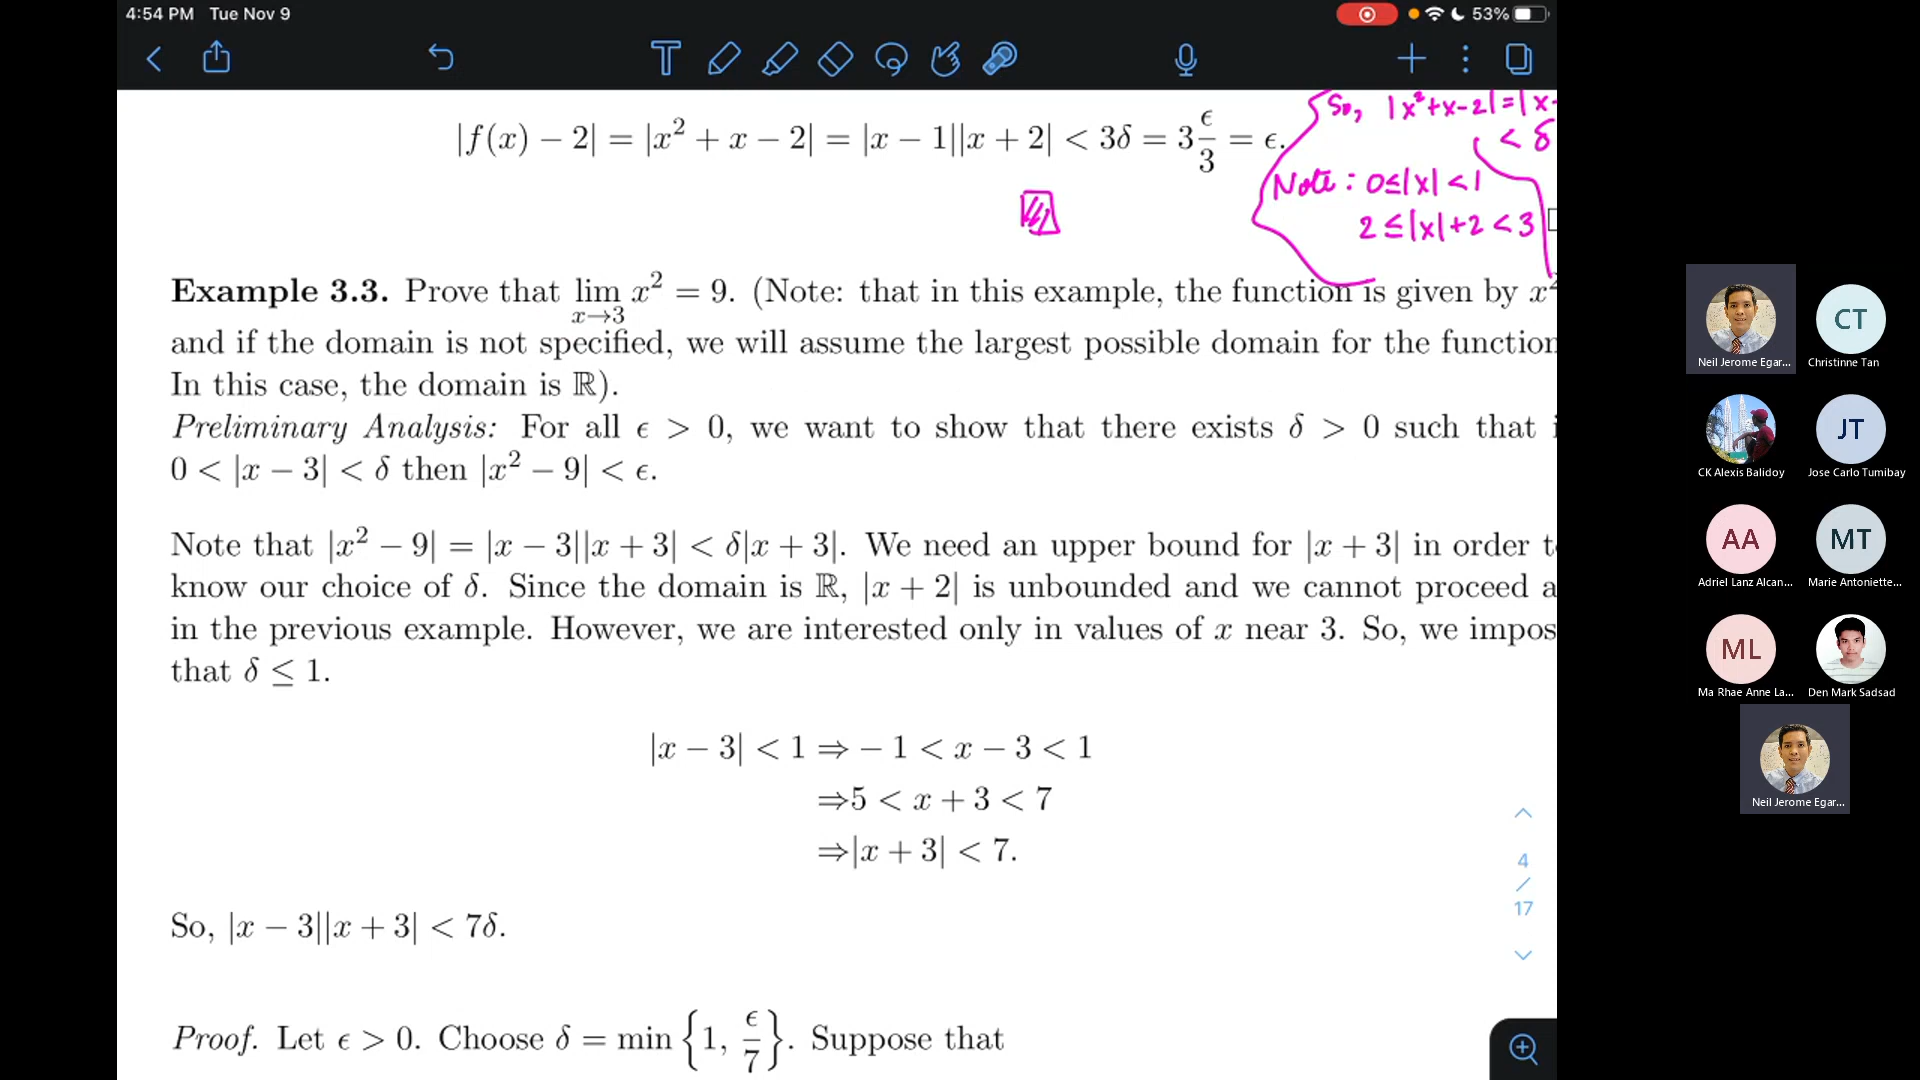 4:54 PM Tue Nov 9
53%
|f(x) − 2| = |x² + x − 2| = |x − 1||x + 2| < 3δ = 3 ϵ/3 = ϵ.
So, |x²+x-2|=|x-
< δ
Note: 0≤|x|<1
2≤|x|+2<3
Example 3.3. Prove that lim x→3 x² = 9. (Note: that in this example, the function is given by x²
and if the domain is not specified, we will assume the largest possible domain for the function
In this case, the domain is ℝ).
Preliminary Analysis: For all ϵ > 0, we want to show that there exists δ > 0 such that i
0 < |x − 3| < δ then |x² − 9| < ϵ.
Note that |x² − 9| = |x − 3||x + 3| < δ|x + 3|. We need an upper bound for |x + 3| in order t
know our choice of δ. Since the domain is ℝ, |x + 2| is unbounded and we cannot proceed a
in the previous example. However, we are interested only in values of x near 3. So, we impos
that δ ≤ 1.
|x − 3| < 1 ⇒ − 1 < x − 3 < 1
⇒5 < x + 3 < 7
⇒|x + 3| < 7.
So, |x − 3||x + 3| < 7δ.
Proof. Let ϵ > 0. Choose δ = min {1, ϵ/7}. Suppose that
4
/
17
Neil Jerome Egar...
CT
Christinne Tan
CK Alexis Balidoy
JT
Jose Carlo Tumibay
AA
Adriel Lanz Alcan...
MT
Marie Antoniette...
ML
Ma Rhae Anne La...
Den Mark Sadsad
Neil Jerome Egar...